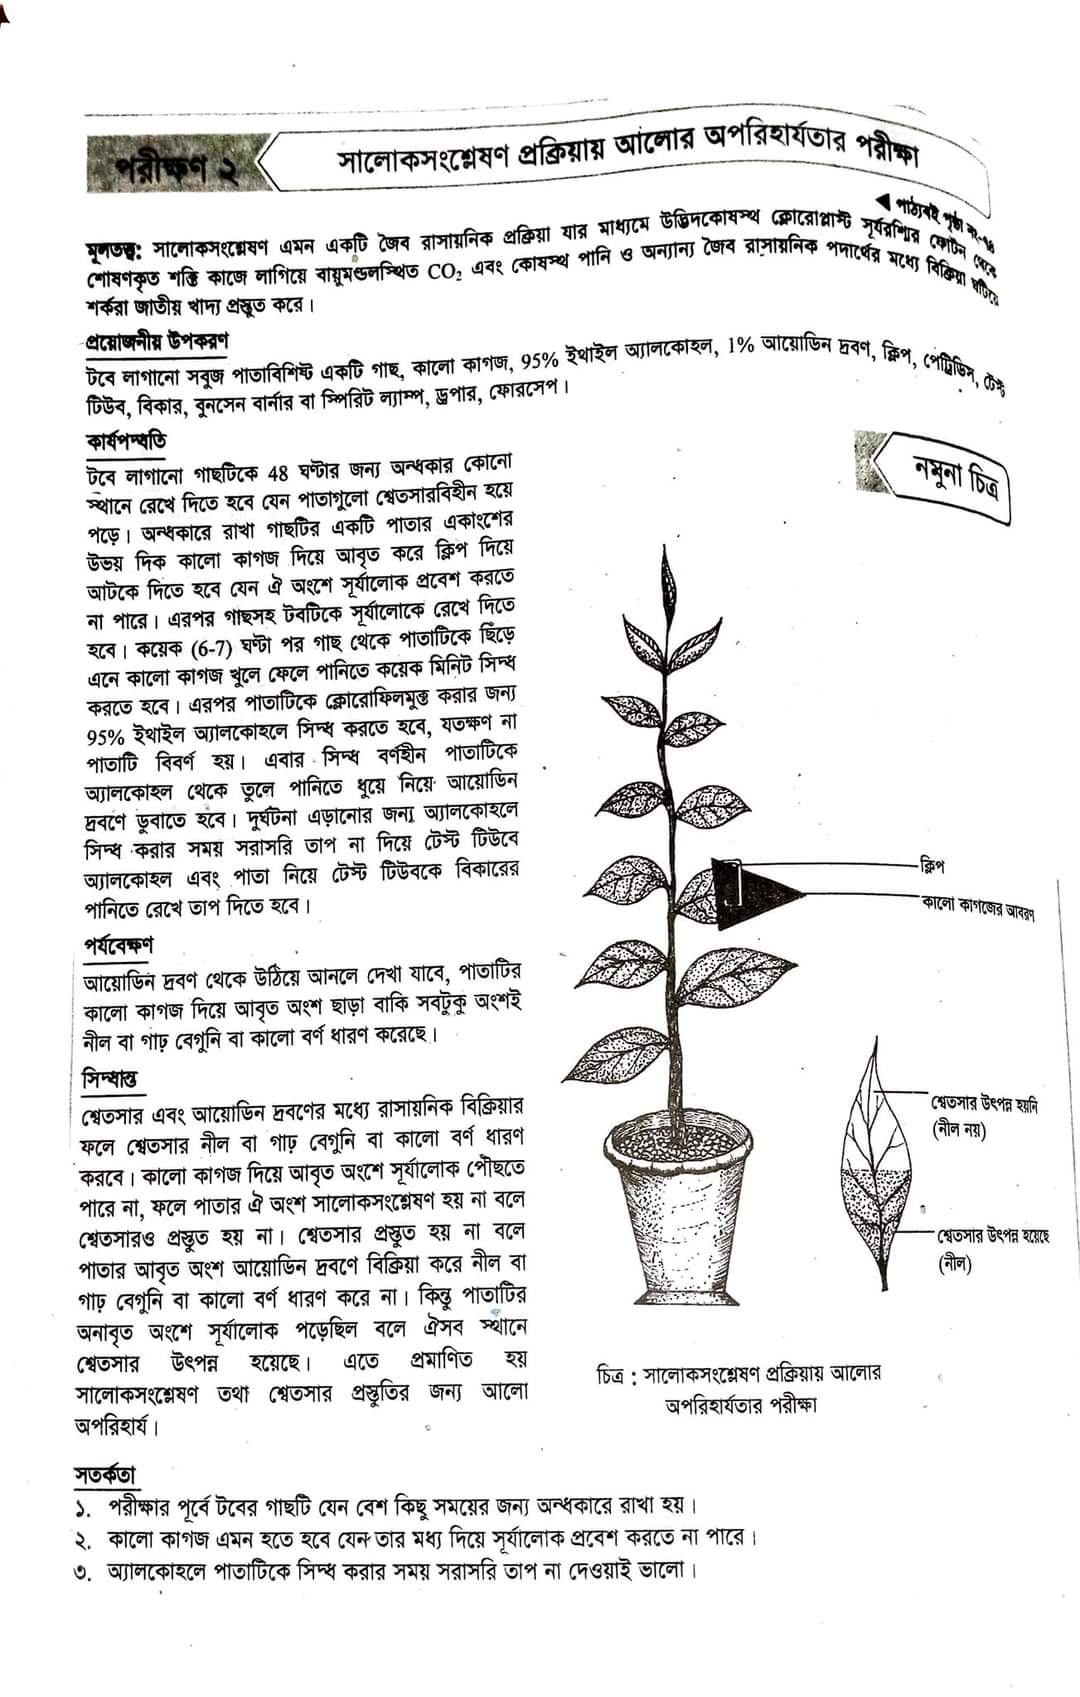 পরীক্ষণ ২
সালোকসংশ্লেষণ প্রক্রিয়ায় আলোর অপরিহার্যতার পরীক্ষা
◀ পাঠ্যবই পৃষ্ঠা নং-
মূলতত্ত্ব: সালোকসংশ্লেষণ এমন একটি জৈব রাসায়নিক প্রক্রিয়া যার মাধ্যমে উদ্ভিদকোষস্থ ক্লোরোপ্লাস্ট সূর্যরশ্মির ফোটন থেকে
শোষণকৃত শক্তি কাজে লাগিয়ে বায়ুমণ্ডলস্থিত CO₂ এবং কোষস্থ পানি ও অন্যান্য জৈব রাসায়নিক পদার্থের মধ্যে বিক্রিয়া ঘটিয়ে
শর্করা জাতীয় খাদ্য প্রস্তুত করে।
প্রয়োজনীয় উপকরণ
টবে লাগানো সবুজ পাতাবিশিষ্ট একটি গাছ, কালো কাগজ, 95% ইথাইল অ্যালকোহল, 1% আয়োডিন দ্রবণ, ক্লিপ, পেট্রিডিস, টেস্ট
টিউব, বিকার, বুনসেন বার্নার বা স্পিরিট ল্যাম্প, ড্রপার, ফোরসেপ।
কার্যপদ্ধতি
টবে লাগানো গাছটিকে 48 ঘণ্টার জন্য অন্ধকার কোনো
স্থানে রেখে দিতে হবে যেন পাতাগুলো শ্বেতসারবিহীন হয়ে
পড়ে। অন্ধকারে রাখা গাছটির একটি পাতার একাংশের
উভয় দিক কালো কাগজ দিয়ে আবৃত করে ক্লিপ দিয়ে
আটকে দিতে হবে যেন ঐ অংশে সূর্যালোক প্রবেশ করতে
না পারে। এরপর গাছসহ টবটিকে সূর্যালোকে রেখে দিতে
হবে। কয়েক (6-7) ঘণ্টা পর গাছ থেকে পাতাটিকে ছিঁড়ে
এনে কালো কাগজ খুলে ফেলে পানিতে কয়েক মিনিট সিদ্ধ
করতে হবে। এরপর পাতাটিকে ক্লোরোফিলমুক্ত করার জন্য
95% ইথাইল অ্যালকোহলে সিদ্ধ করতে হবে, যতক্ষণ না
পাতাটি বিবর্ণ হয়। এবার সিদ্ধ বর্ণহীন পাতাটিকে
অ্যালকোহল থেকে তুলে পানিতে ধুয়ে নিয়ে আয়োডিন
দ্রবণে ডুবাতে হবে। দুর্ঘটনা এড়ানোর জন্য অ্যালকোহলে
সিদ্ধ করার সময় সরাসরি তাপ না দিয়ে টেস্ট টিউবে
অ্যালকোহল এবং পাতা নিয়ে টেস্ট টিউবকে বিকারের
পানিতে রেখে তাপ দিতে হবে।
পর্যবেক্ষণ
আয়োডিন দ্রবণ থেকে উঠিয়ে আনলে দেখা যাবে, পাতাটির
কালো কাগজ দিয়ে আবৃত অংশ ছাড়া বাকি সবটুকু অংশই
নীল বা গাঢ় বেগুনি বা কালো বর্ণ ধারণ করেছে।
সিদ্ধান্ত
শ্বেতসার এবং আয়োডিন দ্রবণের মধ্যে রাসায়নিক বিক্রিয়ার
ফলে শ্বেতসার নীল বা গাঢ় বেগুনি বা কালো বর্ণ ধারণ
করবে। কালো কাগজ দিয়ে আবৃত অংশে সূর্যালোক পৌঁছতে
পারে না, ফলে পাতার ঐ অংশ সালোকসংশ্লেষণ হয় না বলে
শ্বেতসারও প্রস্তুত হয় না। শ্বেতসার প্রস্তুত হয় না বলে
পাতার আবৃত অংশ আয়োডিন দ্রবণে বিক্রিয়া করে নীল বা
গাঢ় বেগুনি বা কালো বর্ণ ধারণ করে না। কিন্তু পাতাটির
অনাবৃত অংশে সূর্যালোক পড়েছিল বলে ঐসব স্থানে
শ্বেতসার উৎপন্ন হয়েছে। এতে প্রমাণিত হয়
সালোকসংশ্লেষণ তথা শ্বেতসার প্রস্তুতির জন্য আলো
অপরিহার্য।
নমুনা চিত্র
ক্লিপ
কালো কাগজের আবরণ
শ্বেতসার উৎপন্ন হয়নি
(নীল নয়)
শ্বেতসার উৎপন্ন হয়েছে
(নীল)
চিত্র : সালোকসংশ্লেষণ প্রক্রিয়ায় আলোর
অপরিহার্যতার পরীক্ষা
সতর্কতা
১. পরীক্ষার পূর্বে টবের গাছটি যেন বেশ কিছু সময়ের জন্য অন্ধকারে রাখা হয়।
২. কালো কাগজ এমন হতে হবে যেন তার মধ্য দিয়ে সূর্যালোক প্রবেশ করতে না পারে।
৩. অ্যালকোহলে পাতাটিকে সিদ্ধ করার সময় সরাসরি তাপ না দেওয়াই ভালো।